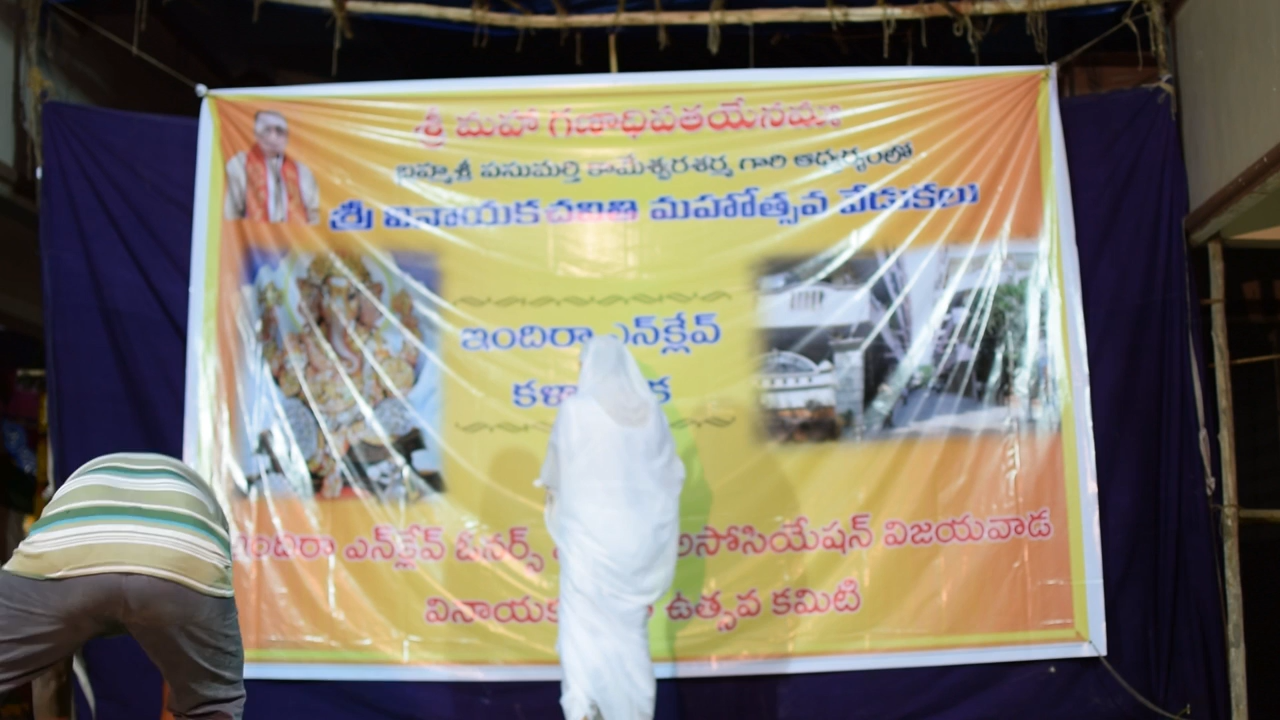 శ్రీ మహా గణాధిపతయేనమః
బ్రహ్మశ్రీ పసుమర్తి కామేశ్వరశర్మ గారి ఆధ్వర్యంలో
శ్రీ వినాయక చవితి మహోత్సవ వేడుకలు
ఇందిరా ఎన్‌క్లేవ్
ఇందిరా ఎన్‌క్లేవ్ ఓనర్స్ అసోసియేషన్ విజయవాడ
వినాయక ఉత్సవ కమిటి